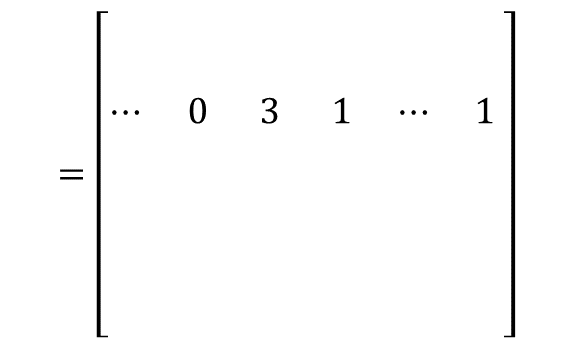 ⋯ 0 3 1 ⋯ 1
=